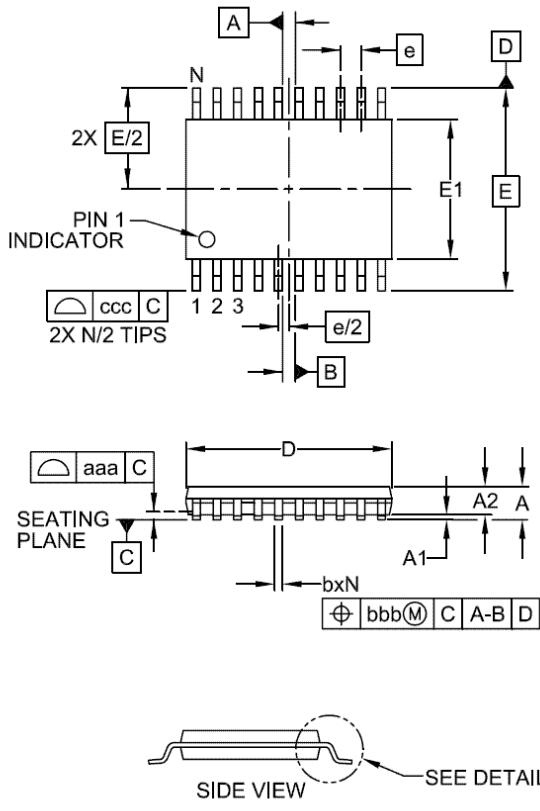 A
e
D
N
2X E/2
E1
E
PIN 1
INDICATOR
ccc C
1 2 3
2X N/2 TIPS
e/2
B
D
aaa C
A2 A
SEATING
PLANE
A1
C
bxN
bbbⓂ C A-B D
SIDE VIEW
SEE DETAIL